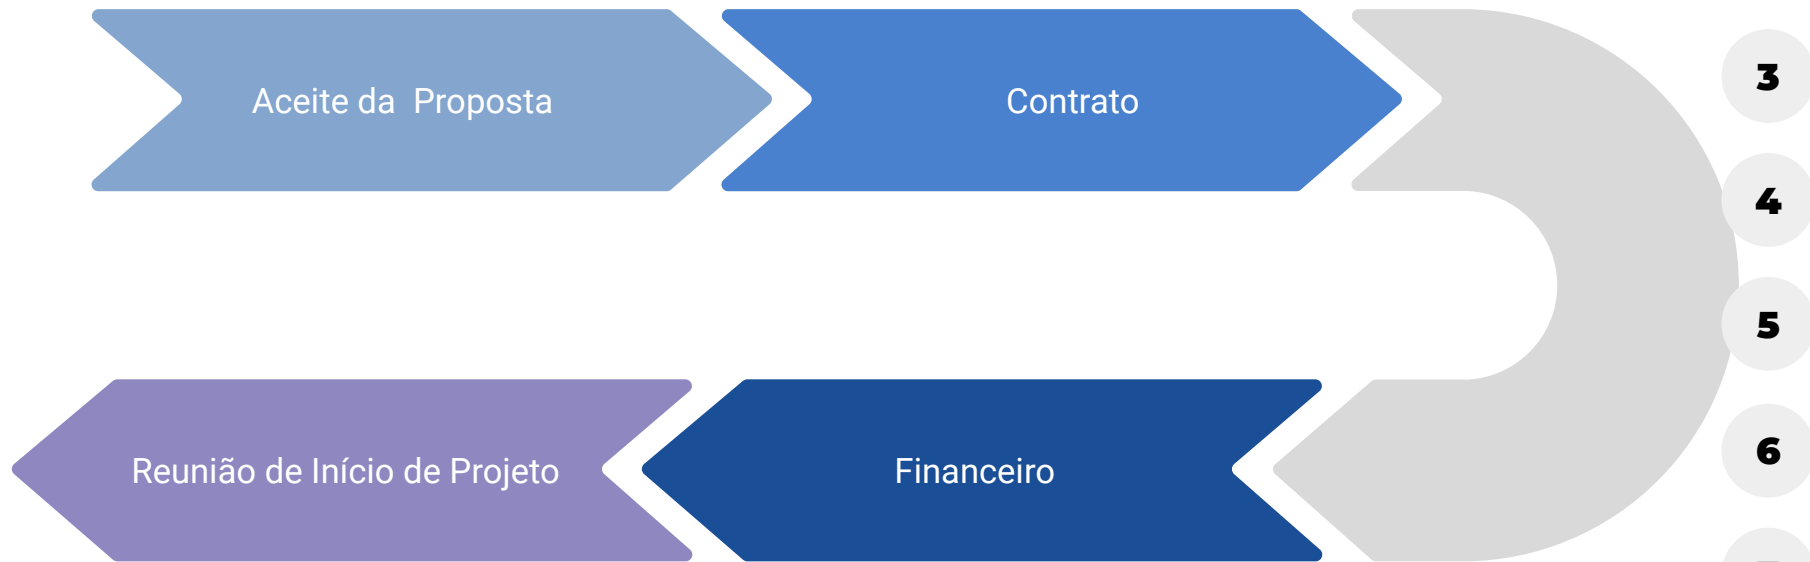 Aceite da  Proposta
Contrato
Reunião de Início de Projeto
Financeiro
3
4
5
6